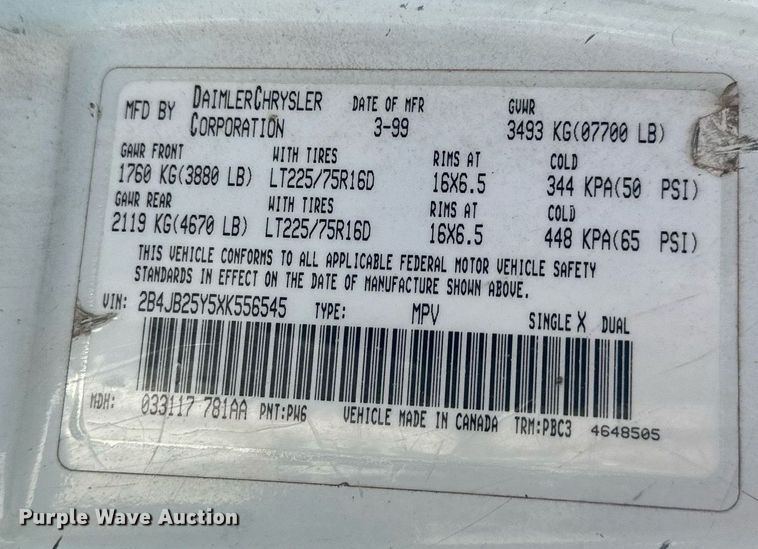 MFD BY DAIMLERCHRYSLER CORPORATION DATE OF MFR 3-99 GVWR 3493 KG(07700 LB)
GAWR FRONT WITH TIRES RIMS AT COLD
1760 KG(3880 LB) LT225/75R16D 16X6.5 344 KPA(50 PSI)
GAWR REAR WITH TIRES RIMS AT COLD
2119 KG(4670 LB) LT225/75R16D 16X6.5 448 KPA(65 PSI)
THIS VEHICLE CONFORMS TO ALL APPLICABLE FEDERAL MOTOR VEHICLE SAFETY
STANDARDS IN EFFECT ON THE DATE OF MANUFACTURE SHOWN ABOVE.
VIN: 2B4JB25Y5XK556545 TYPE: MPV SINGLE X DUAL
MDH: 033117 781AA PNT:PW6 VEHICLE MADE IN CANADA TRM:PBC3 4648505
Purple Wave Auction